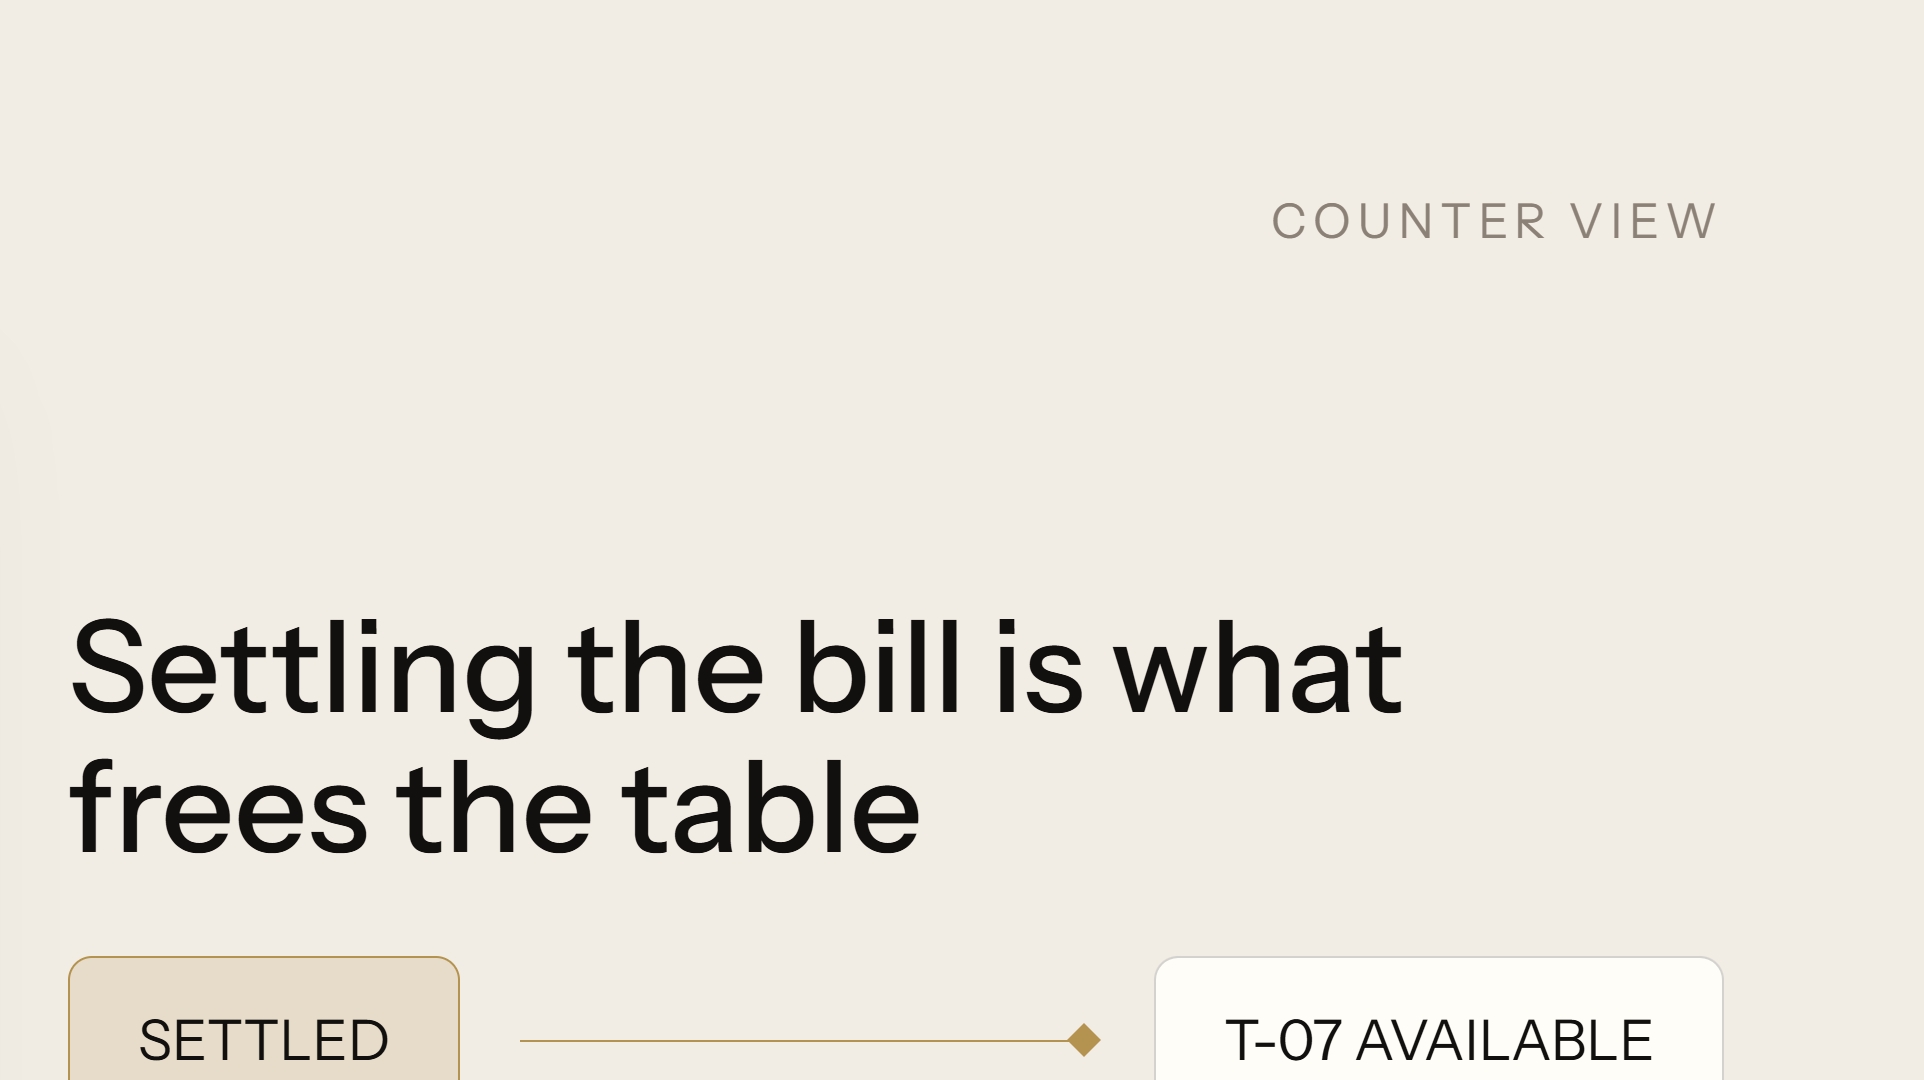 COUNTER VIEW
Settling the bill is what
frees the table
SETTLED
T-07 AVAILABLE